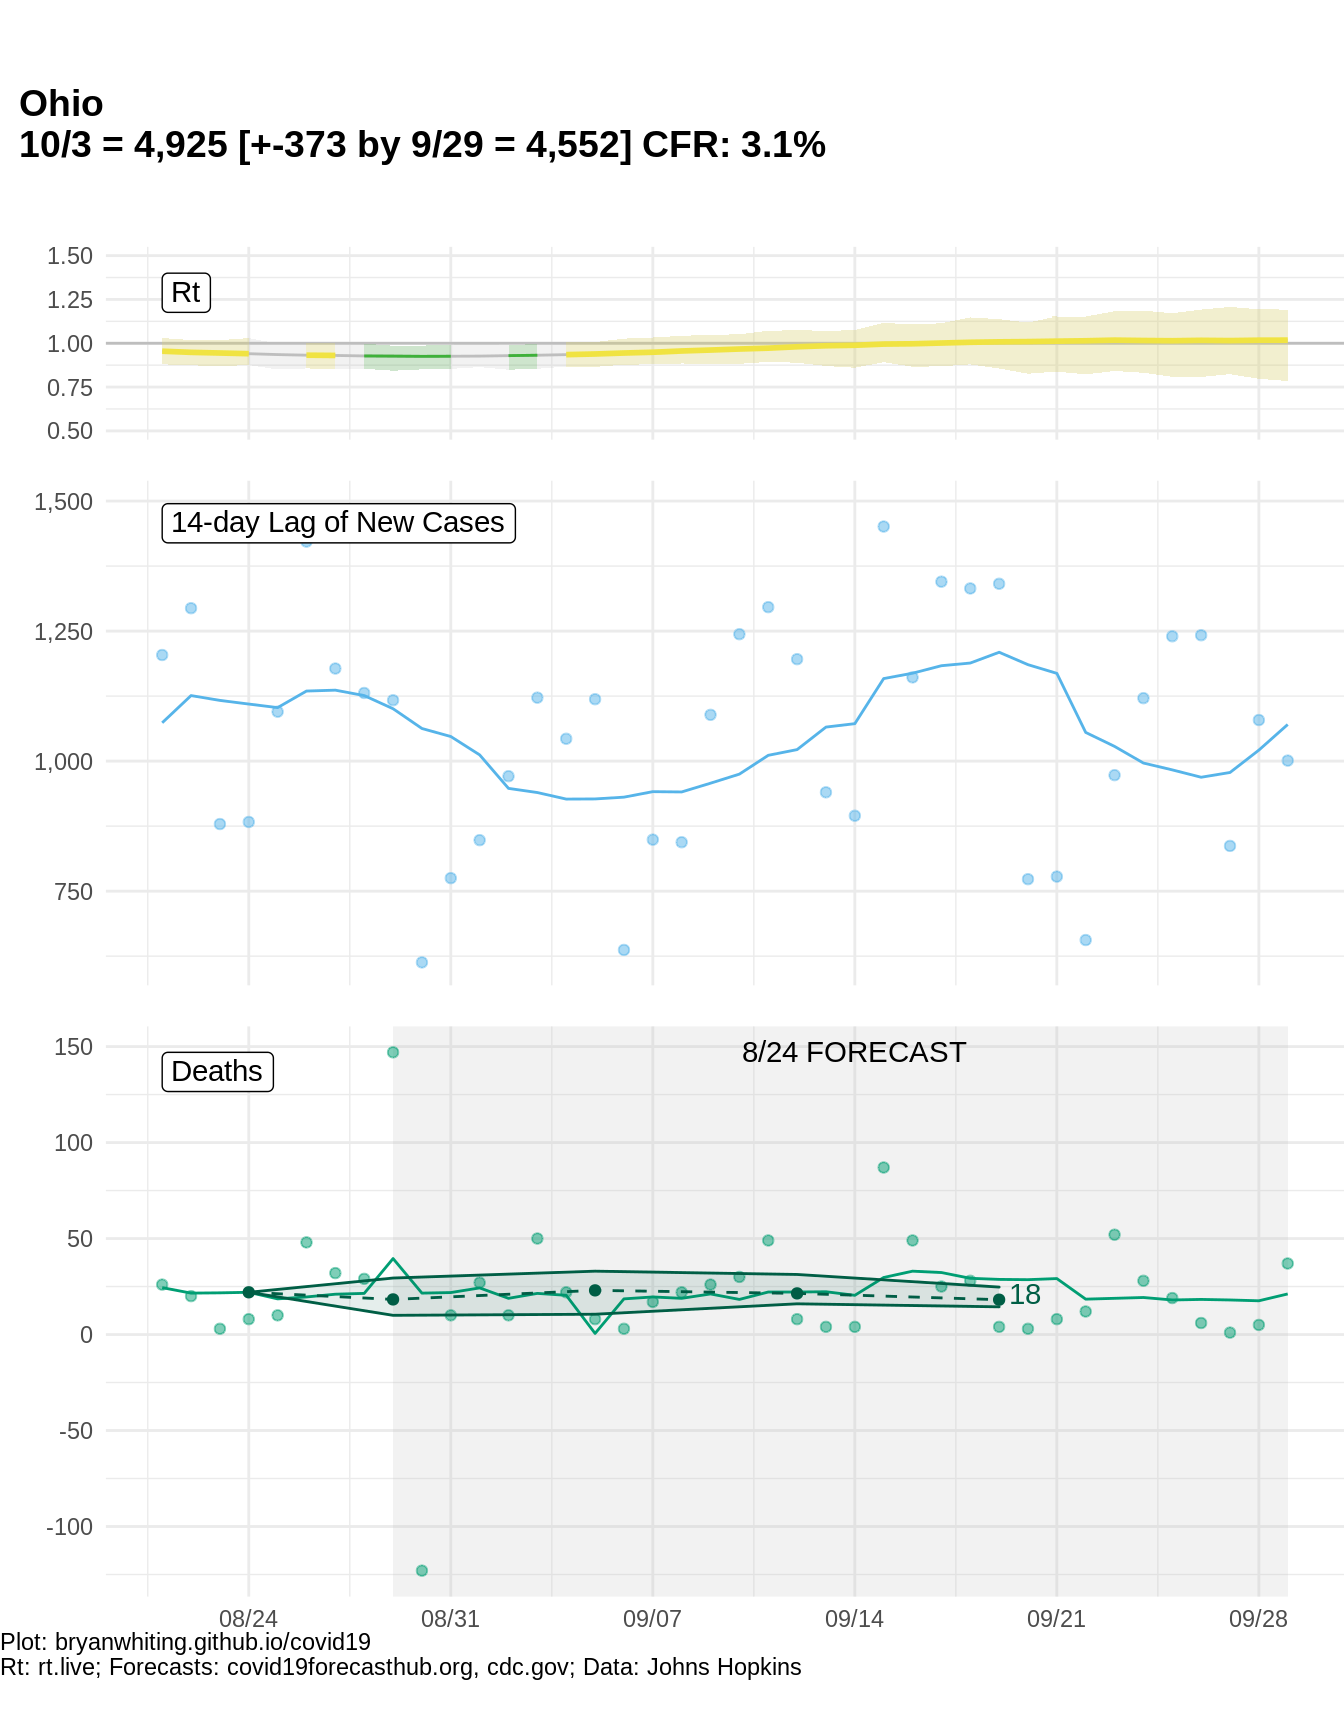 Ohio
10/3 = 4,925 [+-373 by 9/29 = 4,552] CFR: 3.1%
1.50
Rt
1.25
1.00
0.75
0.50
1,500
14-day Lag of New Cases
1,250
1,000
750
150
8/24 FORECAST
Deaths
100
50
18
0
-50
-100
08/24 08/31 09/07 09/14 09/21 09/28
Plot: bryanwhiting.github.io/covid19
Rt: rt.live; Forecasts: covid19forecasthub.org, cdc.gov; Data: Johns Hopkins